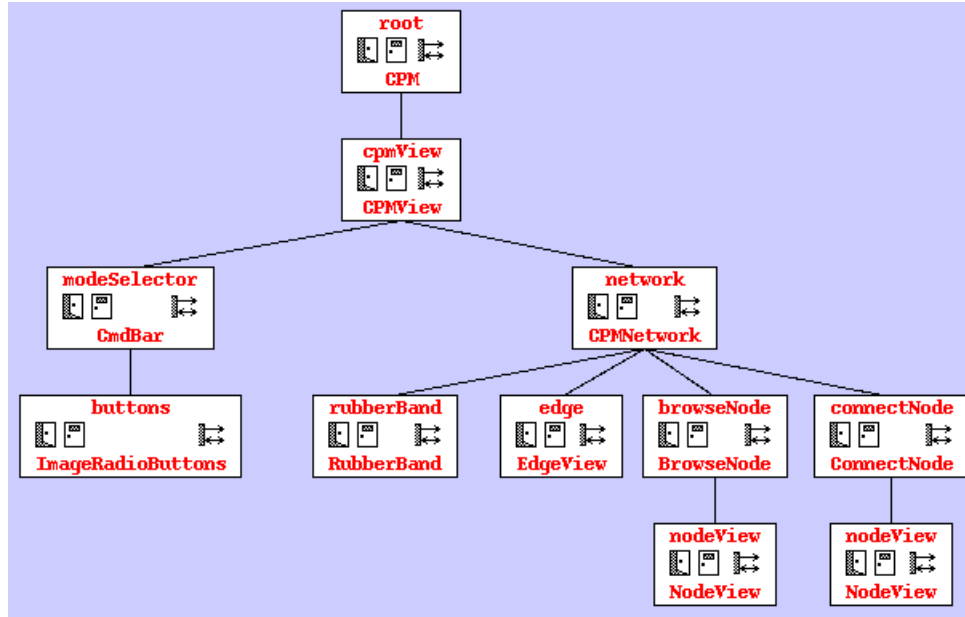 root
CPM
cpmView
CPMView
modeSelector
CmdBar
network
CPMNetwork
buttons
ImageRadioButtons
rubberBand
RubberBand
edge
EdgeView
browseNode
BrowseNode
connectNode
ConnectNode
nodeView
NodeView
nodeView
NodeView